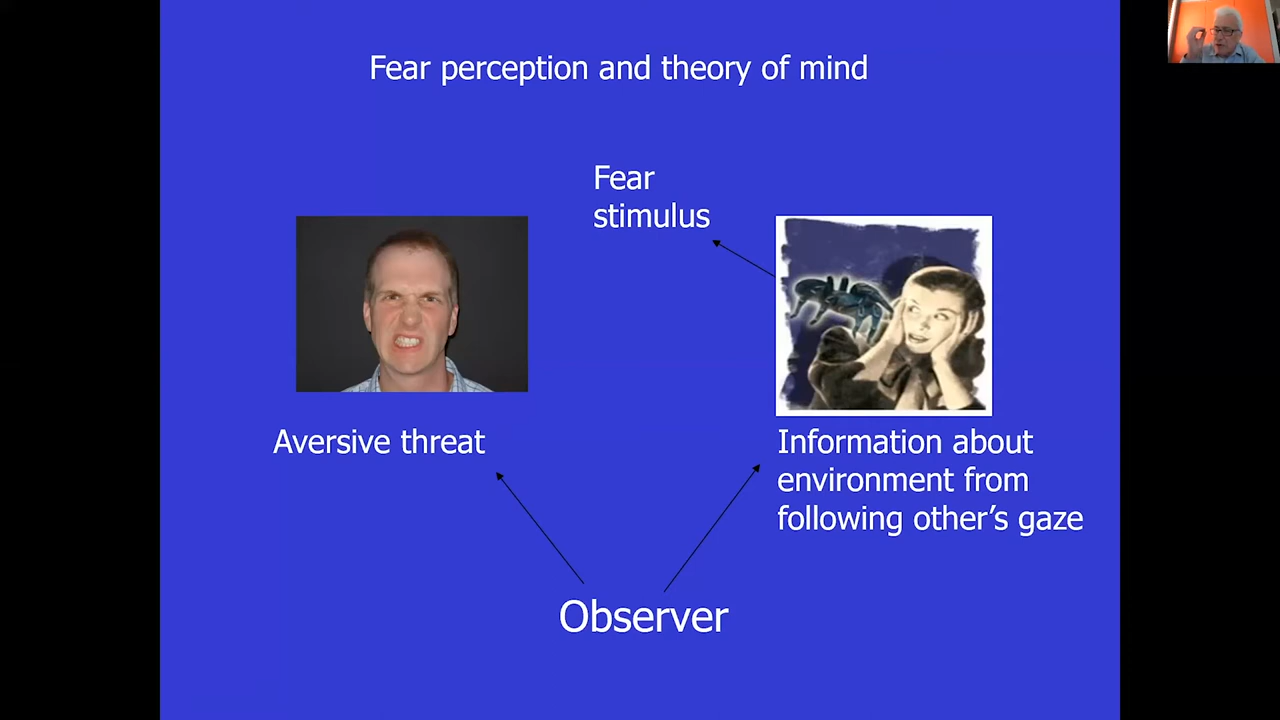 Fear perception and theory of mind
Fear
stimulus
Aversive threat
Information about
environment from
following other’s gaze
Observer